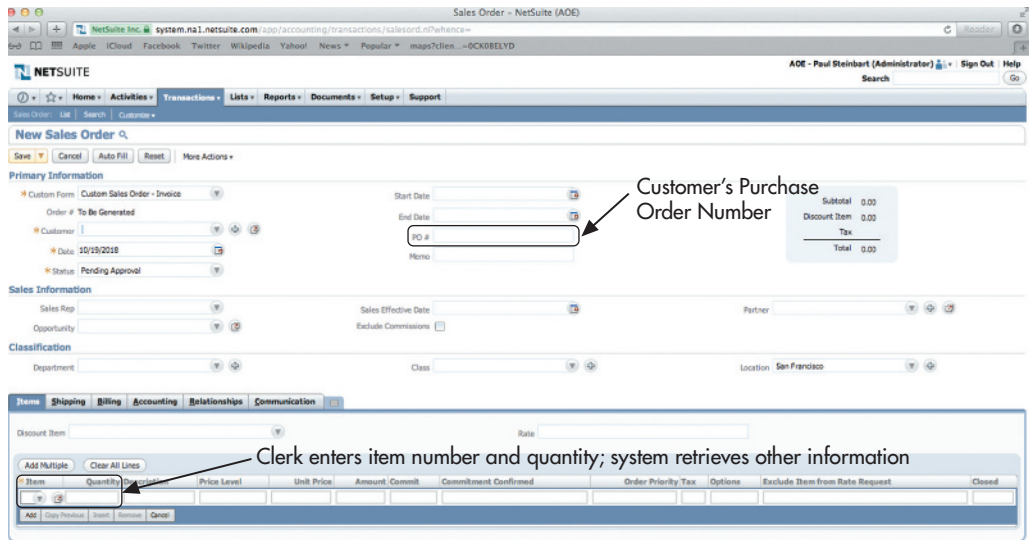 Sales Order – NetSuite (AOE)
NetSuite Inc. system.na1.netsuite.com/app/accounting/transactions/salesord.nl?whence= Reader
Apple iCloud Facebook Twitter Wikipedia Yahoo! News Popular maps?clien...=0CK0BELYD
NETSUITE
AOE - Paul Steinbart (Administrator) Sign Out Help
Search Go
Home Activities Transactions Lists Reports Documents Setup Support
Sales Order: List Search Customize
New Sales Order
Save Cancel Auto Fill Reset More Actions
Primary Information
Custom Form Custom Sales Order - Invoice Start Date
Customer's Purchase
Order Number
Order # To Be Generated End Date
Subtotal 0.00
Discount Item 0.00
* Customer PO #
Tax
* Date 10/19/2018 Memo
Total 0.00
* Status Pending Approval
Sales Information
Sales Rep Sales Effective Date Partner
Opportunity Exclude Commissions
Classification
Department Class Location San Francisco
Items Shipping Billing Accounting Relationships Communication
Discount Item Rate
Clerk enters item number and quantity; system retrieves other information
Add Multiple Clear All Lines
* Item Quantity Description Price Level Unit Price Amount Commit Commitment Confirmed Order Priority Tax Options Exclude Item from Rate Request Closed
Add Copy Previous Insert Remove Cancel